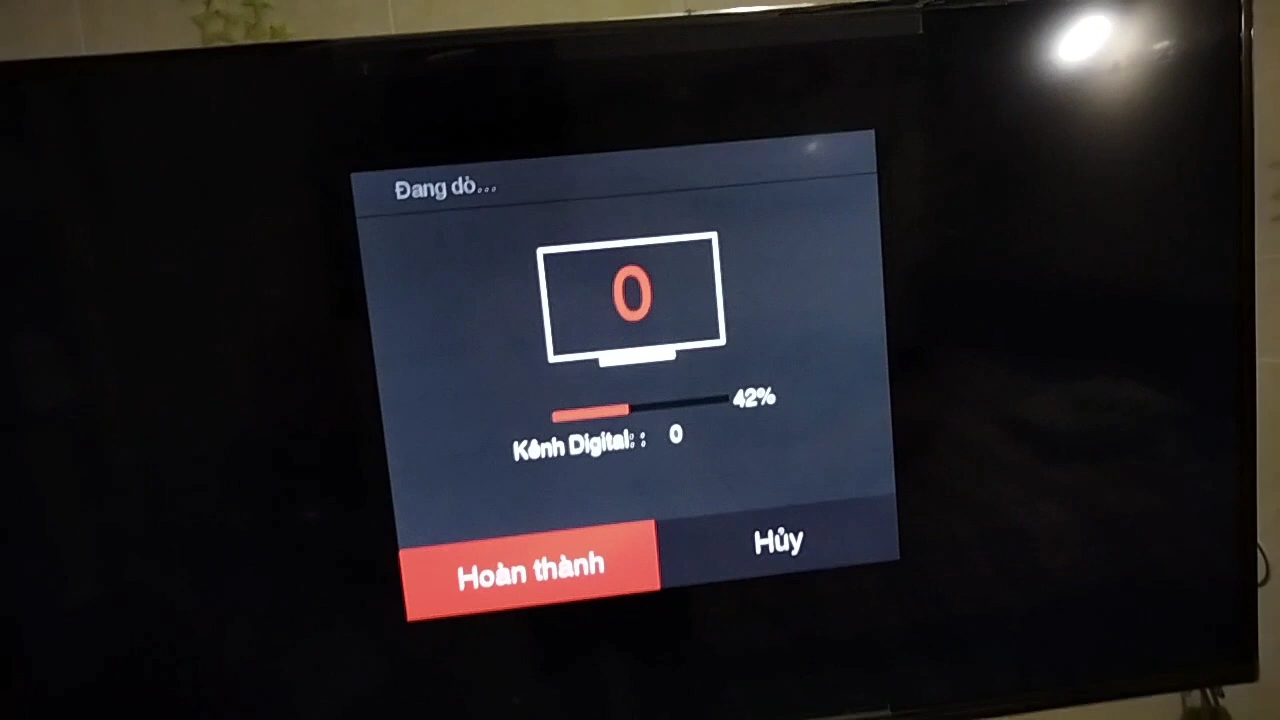 Đang dò...
0
42%
Kênh Digital: : 0
Hoàn thành
Hủy